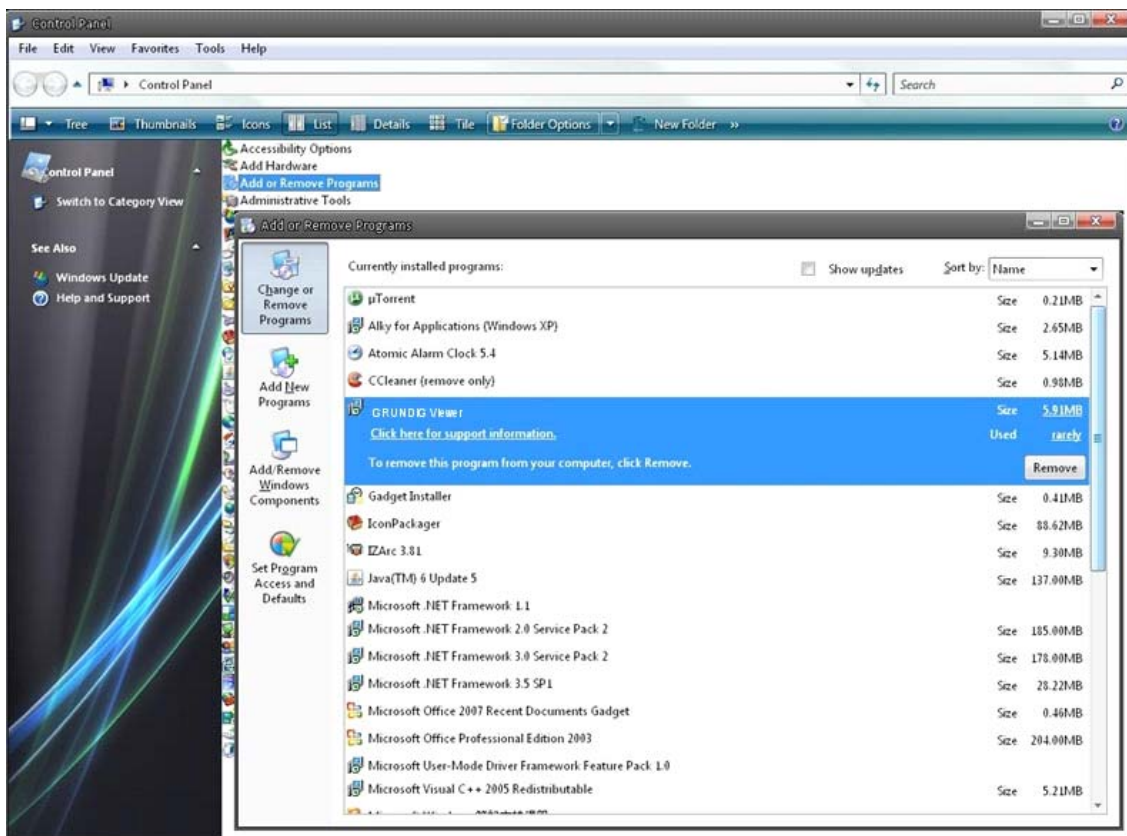 Control Panel
File Edit View Favorites Tools Help
Control Panel
Search
Tree Thumbnails Icons List Details Tile Folder Options New Folder »
Control Panel
Switch to Category View
See Also
Windows Update
Help and Support
Accessibility Options
Add Hardware
Add or Remove Programs
Administrative Tools
Add or Remove Programs
Change or
Remove
Programs
Add New
Programs
Add/Remove
Windows
Components
Set Program
Access and
Defaults
Currently installed programs:
Show updates
Sort by: Name
µTorrent Size 0.21MB
Alky for Applications (Windows XP) Size 2.65MB
Atomic Alarm Clock 5.4 Size 5.14MB
CCleaner (remove only) Size 0.98MB
GRUNDIG Viewer Size 5.91MB
Click here for support information. Used rarely
To remove this program from your computer, click Remove. Remove
Gadget Installer Size 0.41MB
IconPackager Size 88.62MB
IZArc 3.81 Size 9.30MB
Java(TM) 6 Update 5 Size 137.00MB
Microsoft .NET Framework 1.1
Microsoft .NET Framework 2.0 Service Pack 2 Size 185.00MB
Microsoft .NET Framework 3.0 Service Pack 2 Size 178.00MB
Microsoft .NET Framework 3.5 SP1 Size 28.22MB
Microsoft Office 2007 Recent Documents Gadget Size 0.46MB
Microsoft Office Professional Edition 2003 Size 204.00MB
Microsoft User-Mode Driver Framework Feature Pack 1.0
Microsoft Visual C++ 2005 Redistributable Size 5.21MB